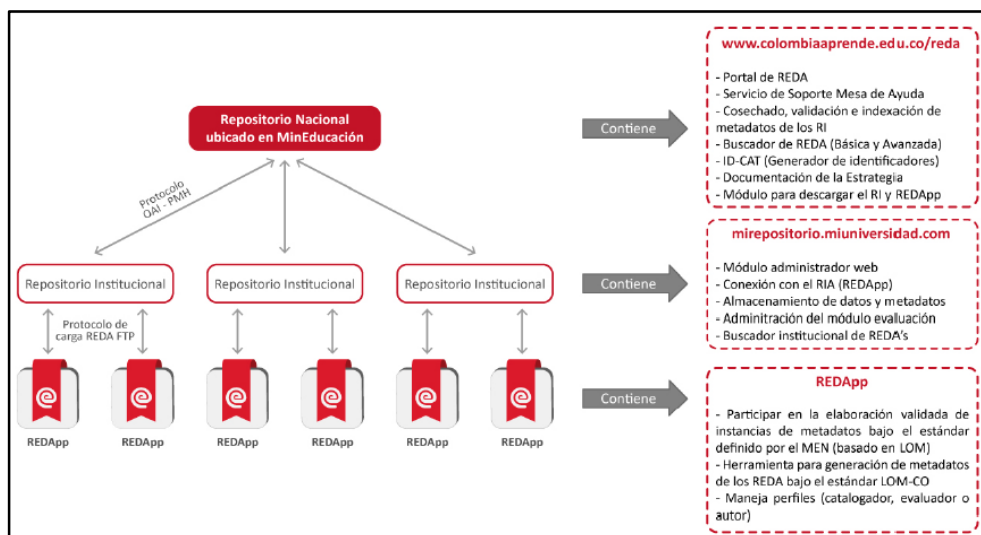 Repositorio Nacional
ubicado en MinEducación
Protocolo
OAI - PMH
Repositorio Institucional
Repositorio Institucional
Repositorio Institucional
Protocolo de
carga REDA FTP
REDApp
REDApp
REDApp
REDApp
REDApp
REDApp
Contiene
www.colombiaaprende.edu.co/reda
- Portal de REDA
- Servicio de Soporte Mesa de Ayuda
- Cosechado, validación e indexación de
metadatos de los RI
- Buscador de REDA (Básica y Avanzada)
- ID-CAT (Generador de identificadores)
- Documentación de la Estrategia
- Módulo para descargar el RI y REDApp
Contiene
mirepositorio.miuniversidad.com
- Módulo administrador web
- Conexión con el RIA (REDApp)
- Almacenamiento de datos y metadatos
- Adminitración del módulo evaluación
- Buscador institucional de REDA's
Contiene
REDApp
- Participar en la elaboración validada de
instancias de metadatos bajo el estándar
definido por el MEN (basado en LOM)
- Herramienta para generación de metadatos
de los REDA bajo el estándar LOM-CO
- Maneja perfiles (catalogador, evaluador o
autor)